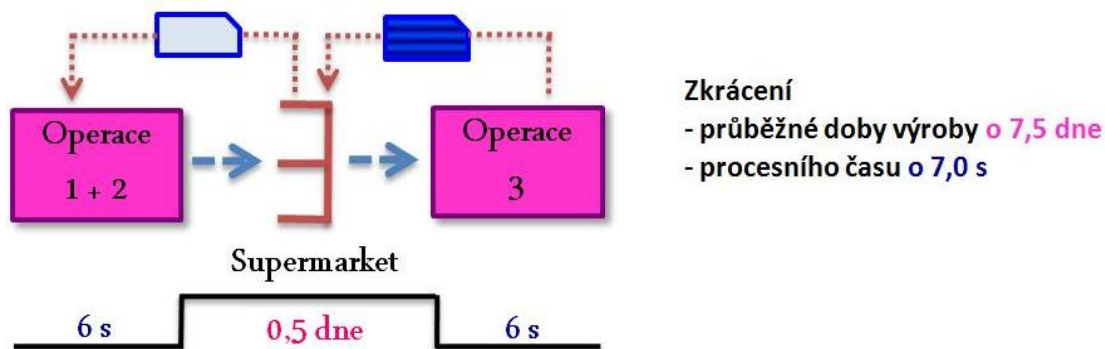 Operace
1 + 2
Operace
3
Supermarket
6 s
0,5 dne
6 s
Zkrácení
- průběžné doby výroby o 7,5 dne
- procesního času o 7,0 s